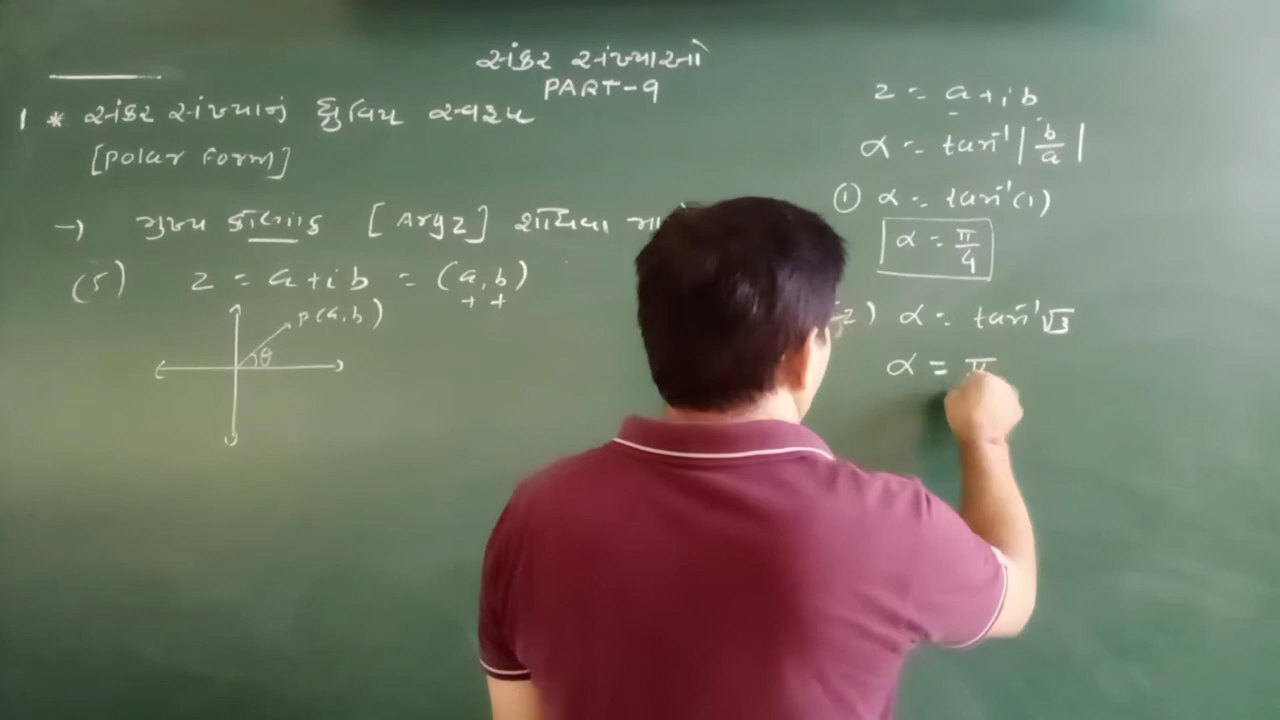 સંકર સંખ્યાઓ
PART-9
1 * સંકર સંખ્યાનું ધ્રુવિય સ્વરૂપ
[Polar Form]
→ મુખ્ય કોણાંક [Arg z] શોધવા
(5) z = a+ib = (a,b)
+ +
P(a,b)
θ
z = a+ib
α = tan⁻¹|b/a|
① α = tan⁻¹(1)
α = π/4
2) α = tan⁻¹√3
α = π